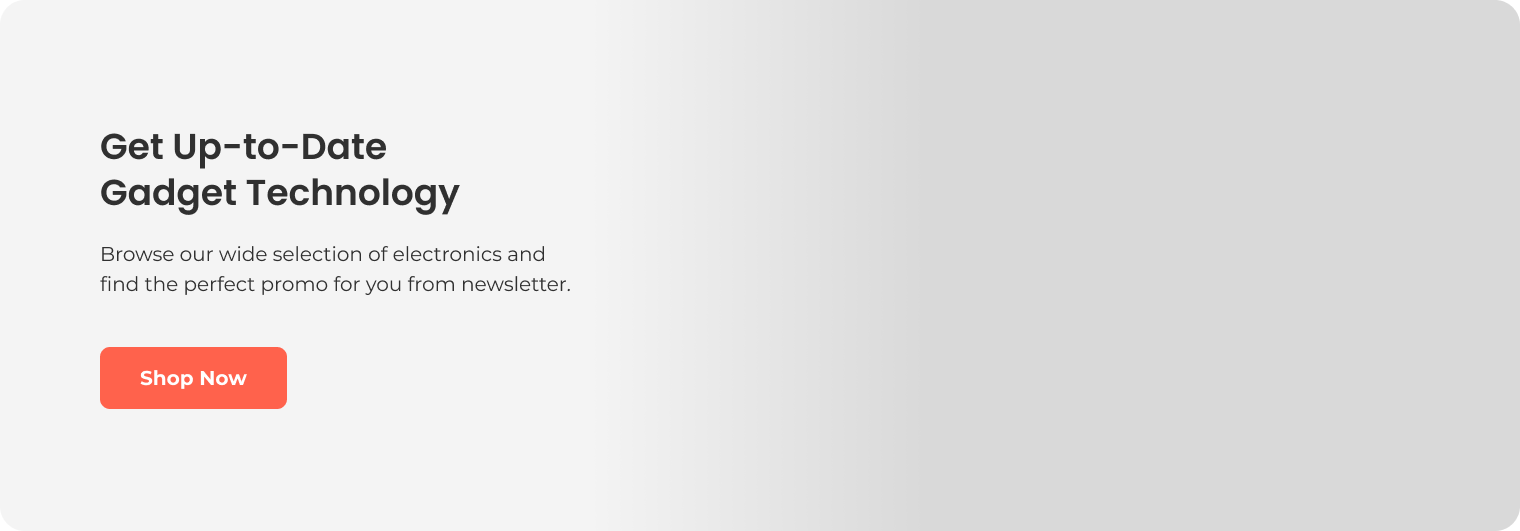 Get Up-to-Date
Gadget Technology
Browse our wide selection of electronics and
find the perfect promo for you from newsletter.
Shop Now